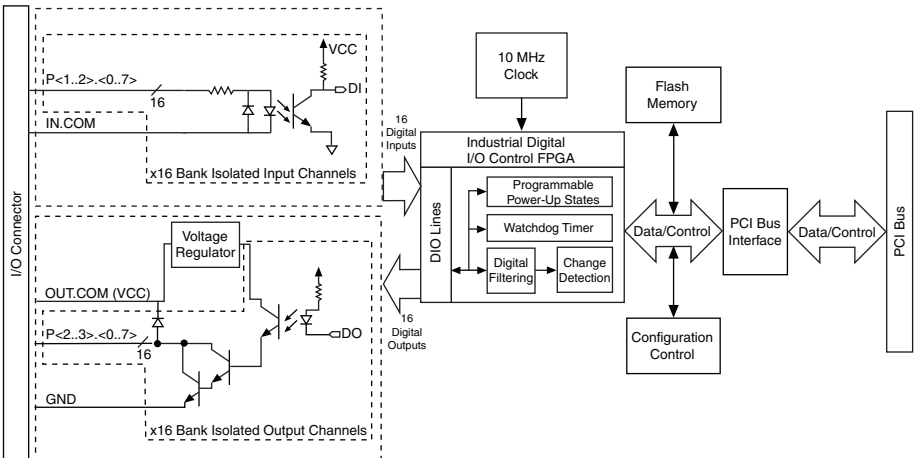 I/O Connector
P<1..2>.<0..7>
16
IN.COM
VCC
DI
x16 Bank Isolated Input Channels
16
Digital
Inputs
Voltage
Regulator
OUT.COM (VCC)
P<2..3>.<0..7>
16
GND
DO
x16 Bank Isolated Output Channels
16
Digital
Outputs
10 MHz
Clock
Industrial Digital
I/O Control FPGA
DIO Lines
Programmable
Power-Up States
Watchdog Timer
Digital
Filtering
Change
Detection
Flash
Memory
Data/Control
Configuration
Control
PCI Bus
Interface
Data/Control
PCI Bus